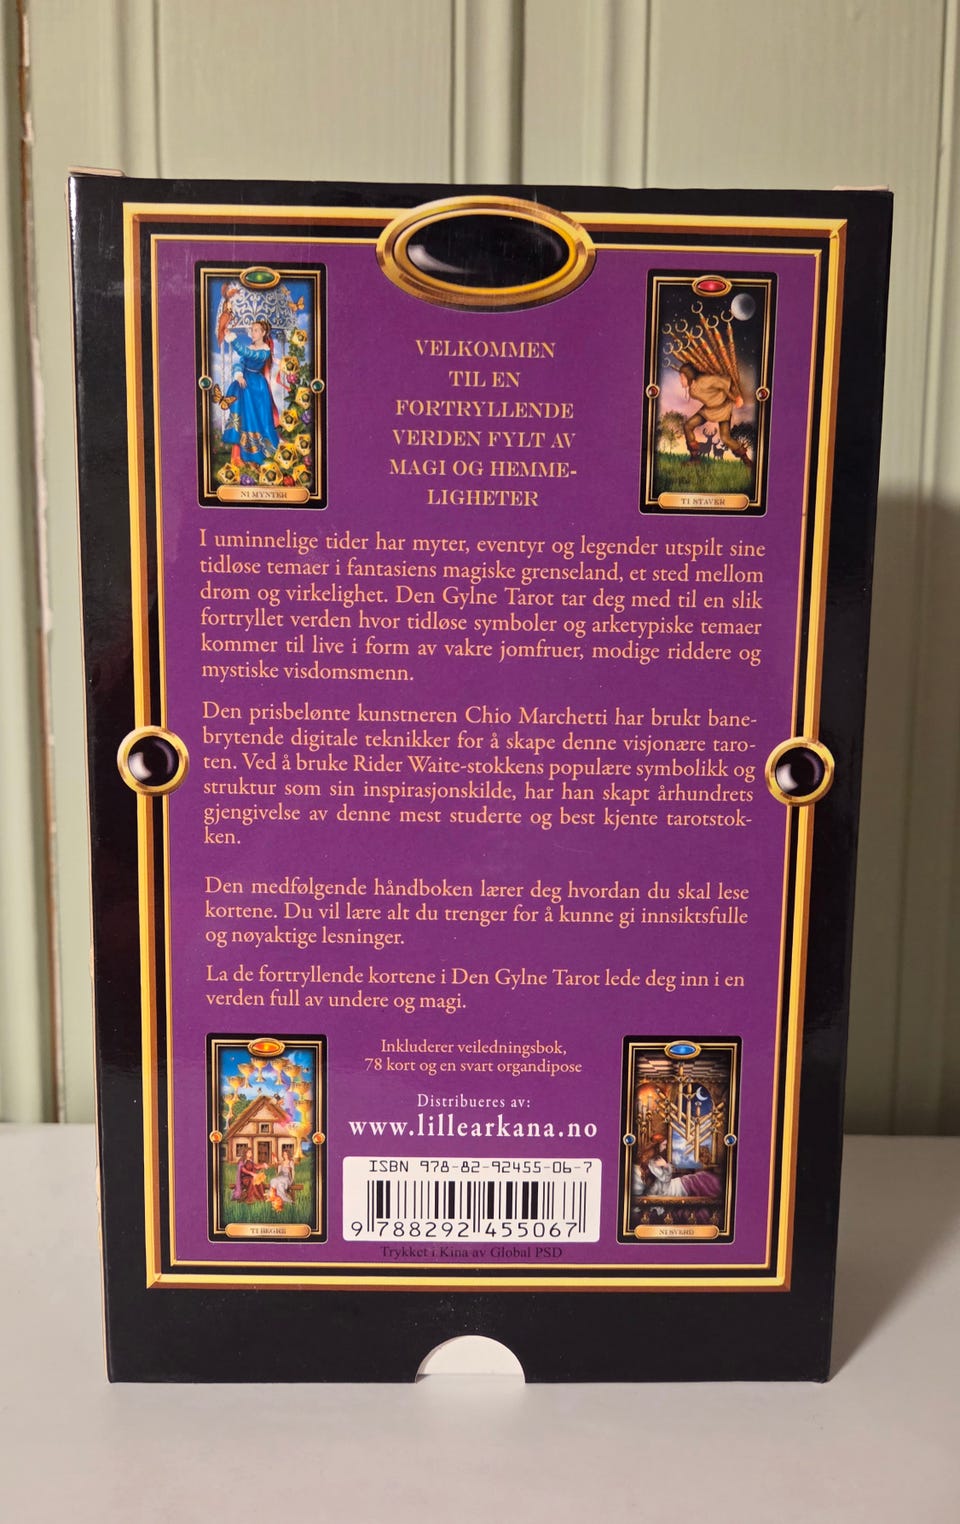 VELKOMMEN
TIL EN
FORTRYLLENDE
VERDEN FYLT AV
MAGI OG HEMME-
LIGHETER
NI MYNTER
TI STAVER
I uminnelige tider har myter, eventyr og legender utspilt sine
tidløse temaer i fantasiens magiske grenseland, et sted mellom
drøm og virkelighet. Den Gylne Tarot tar deg med til en slik
fortryllet verden hvor tidløse symboler og arketypiske temaer
kommer til live i form av vakre jomfruer, modige riddere og
mystiske visdomsmenn.
Den prisbelønte kunstneren Chio Marchetti har brukt bane-
brytende digitale teknikker for å skape denne visjonære taro-
ten. Ved å bruke Rider Waite-stokkens populære symbolikk og
struktur som sin inspirasjonskilde, har han skapt århundrets
gjengivelse av denne mest studerte og best kjente tarotstok-
ken.
Den medfølgende håndboken lærer deg hvordan du skal lese
kortene. Du vil lære alt du trenger for å kunne gi innsiktsfulle
og nøyaktige lesninger.
La de fortryllende kortene i Den Gylne Tarot lede deg inn i en
verden full av undere og magi.
Inkluderer veiledningsbok,
78 kort og en svart organdipose
Distribueres av:
www.lillearkana.no
ISBN 978-82-92455-06-7
9 788292 455067
TI BEGRE
NI SVERD
Trykket i Kina av Global PSD